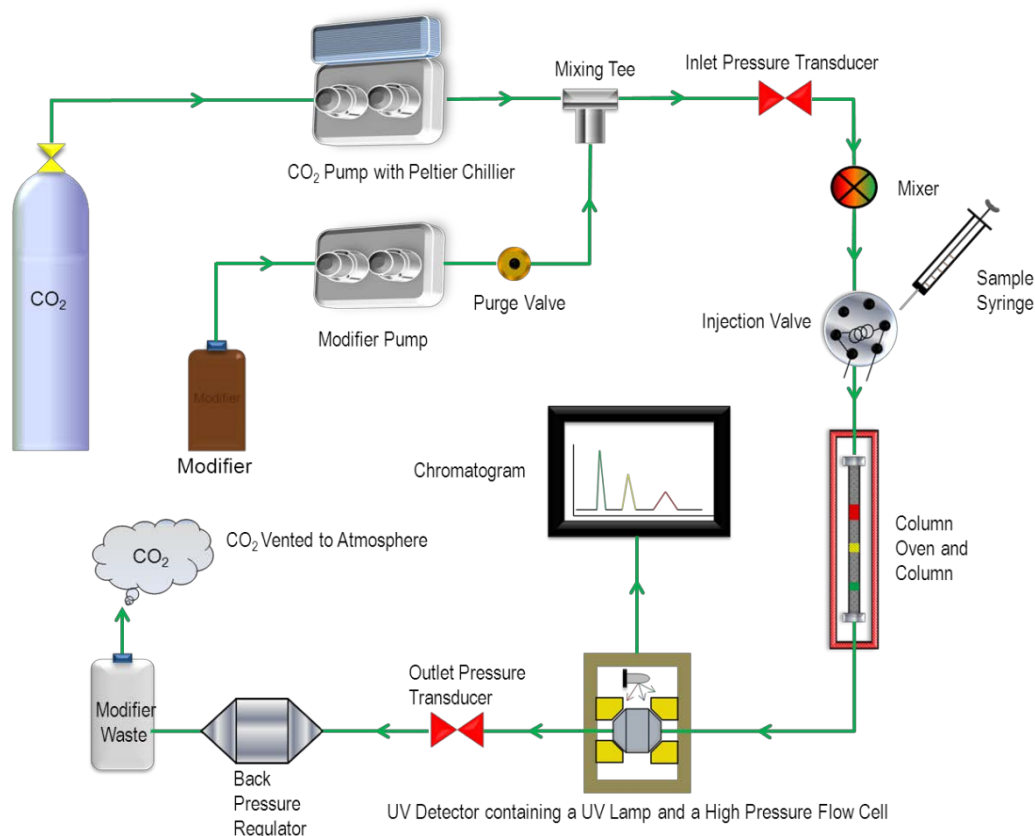 Mixing Tee
Inlet Pressure Transducer
CO₂ Pump with Peltier Chillier
Mixer
CO₂
Purge Valve
Sample
Syringe
Injection Valve
Modifier Pump
Modifier
Modifier
Chromatogram
Column
Oven and
Column
CO₂ Vented to Atmosphere
CO₂
Outlet Pressure
Transducer
Modifier
Waste
Back
Pressure
Regulator
UV Detector containing a UV Lamp and a High Pressure Flow Cell